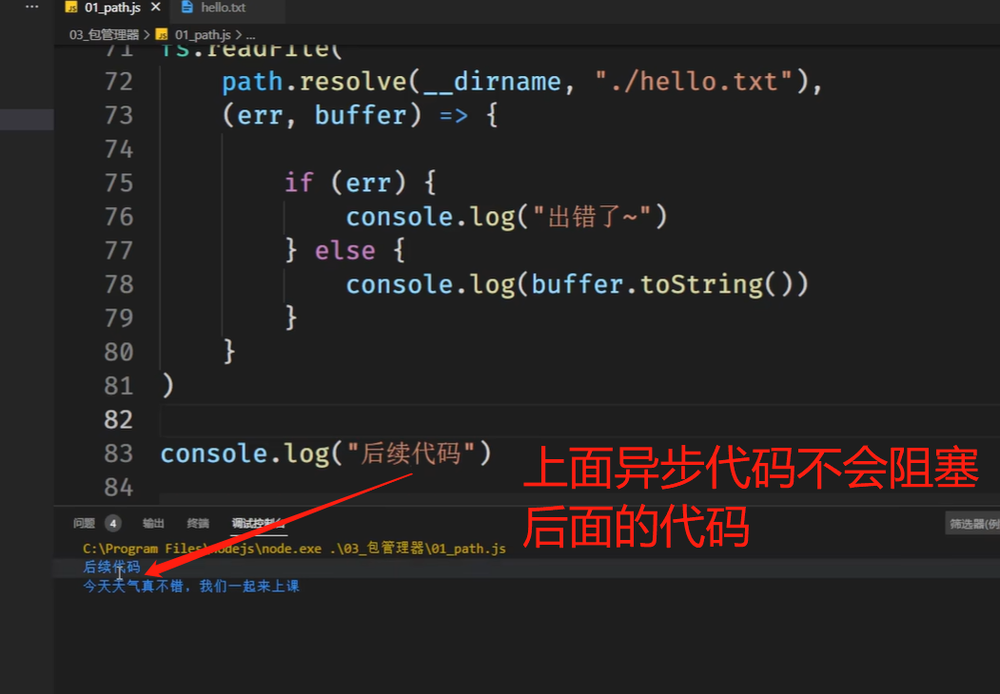 01_path.js
hello.txt
03_包管理器 > 01_path.js > ...
71 fs.readFile(
72 path.resolve(__dirname, "./hello.txt"),
73 (err, buffer) => {
74
75 if (err) {
76 console.log("出错了~")
77 } else {
78 console.log(buffer.toString())
79 }
80 }
81 )
82
83 console.log("后续代码")
84
上面异步代码不会阻塞
后面的代码
问题 4 输出 终端 调试控制台
筛选器(例
C:\Program Files\nodejs\node.exe .\03_包管理器\01_path.js
后续代码
今天天气真不错，我们一起来上课